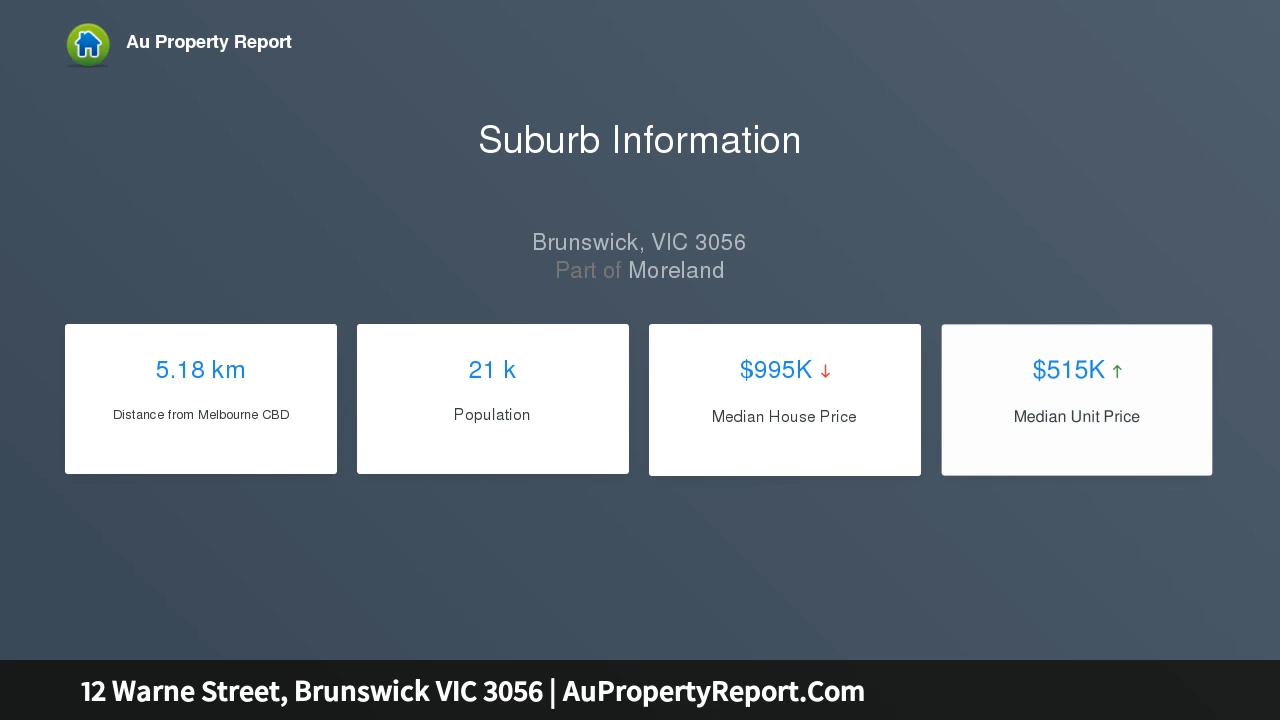 Au Property Report
Suburb Information
Brunswick, VIC 3056
Part of Moreland
5.18 km
Distance from Melbourne CBD
21 k
Population
$995K ↓
Median House Price
$515K ↑
Median Unit Price
12 Warne Street, Brunswick VIC 3056 | AuPropertyReport.Com